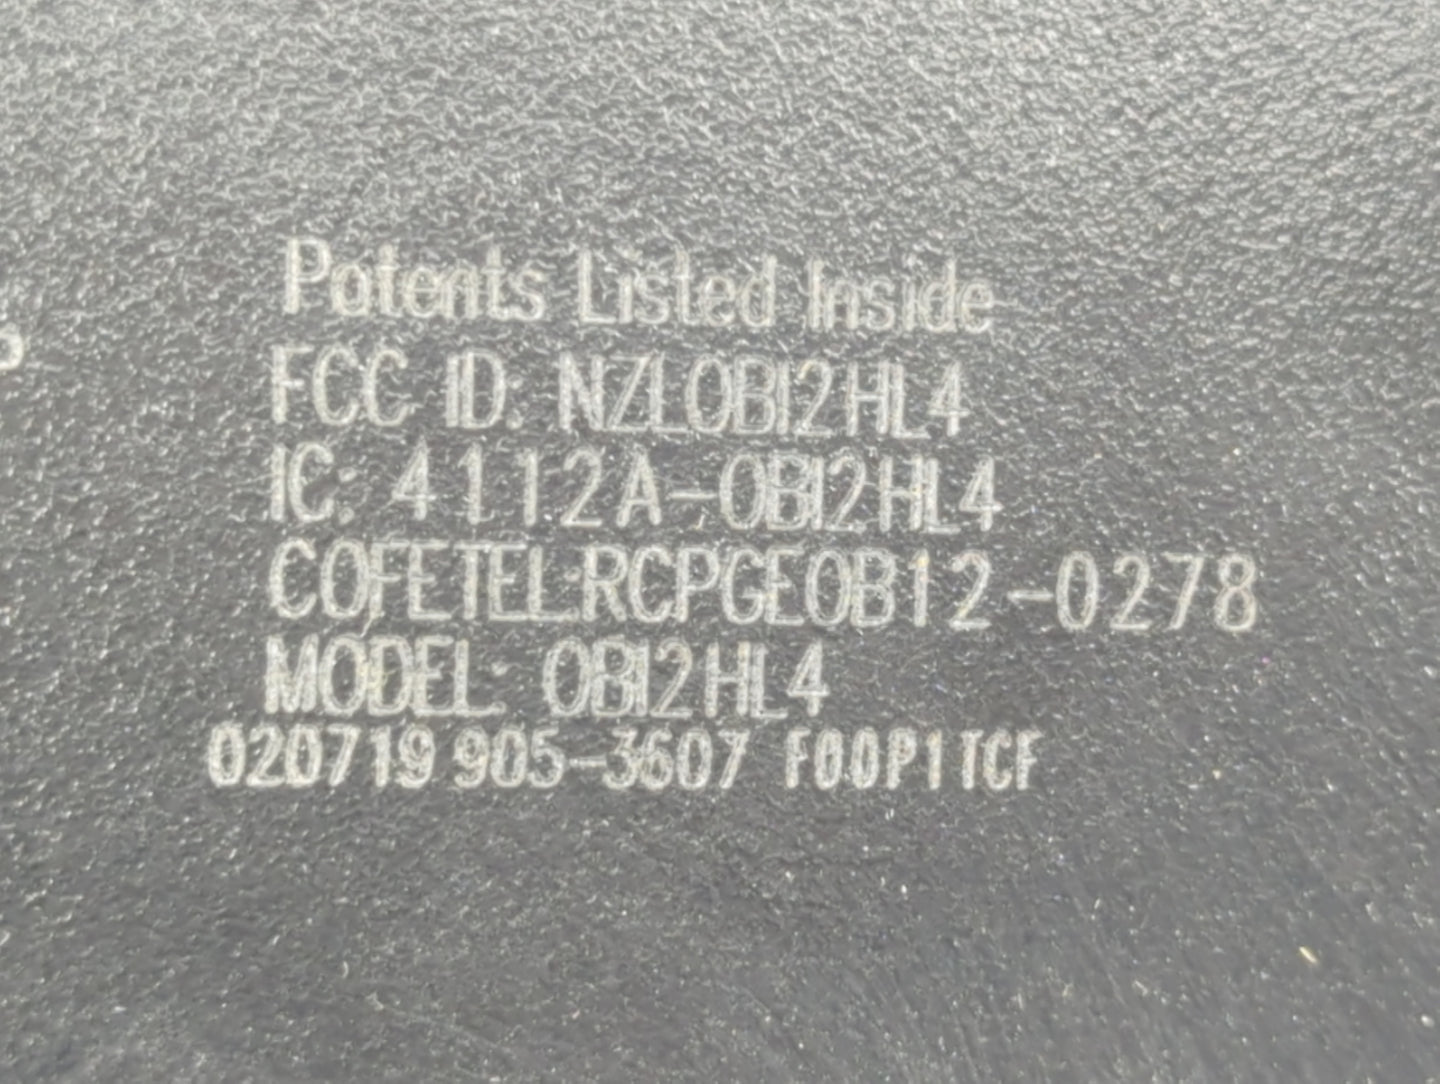 Patents Listed Inside
FCC ID: NZLOBI2HL4
IC: 4112A-OBI2HL4
COFETEL:RCPGEOB12-0278
MODEL: OBI2HL4
020719 905-3607 F00P1TCF